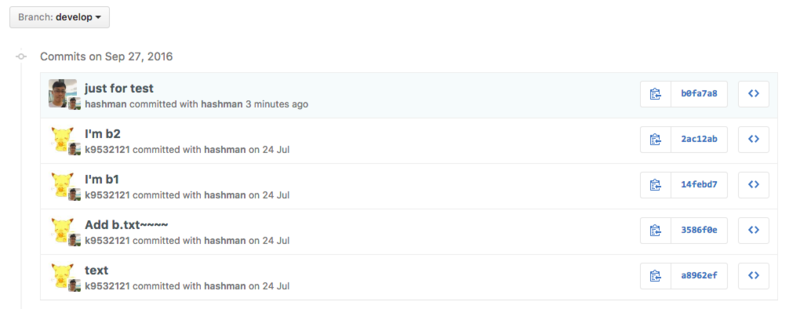 Branch: develop
Commits on Sep 27, 2016
just for test
hashman committed with hashman 3 minutes ago
b0fa7a8
I'm b2
k9532121 committed with hashman on 24 Jul
2ac12ab
I'm b1
k9532121 committed with hashman on 24 Jul
14febd7
Add b.txt~~~~
k9532121 committed with hashman on 24 Jul
3586f0e
text
k9532121 committed with hashman on 24 Jul
a8962ef